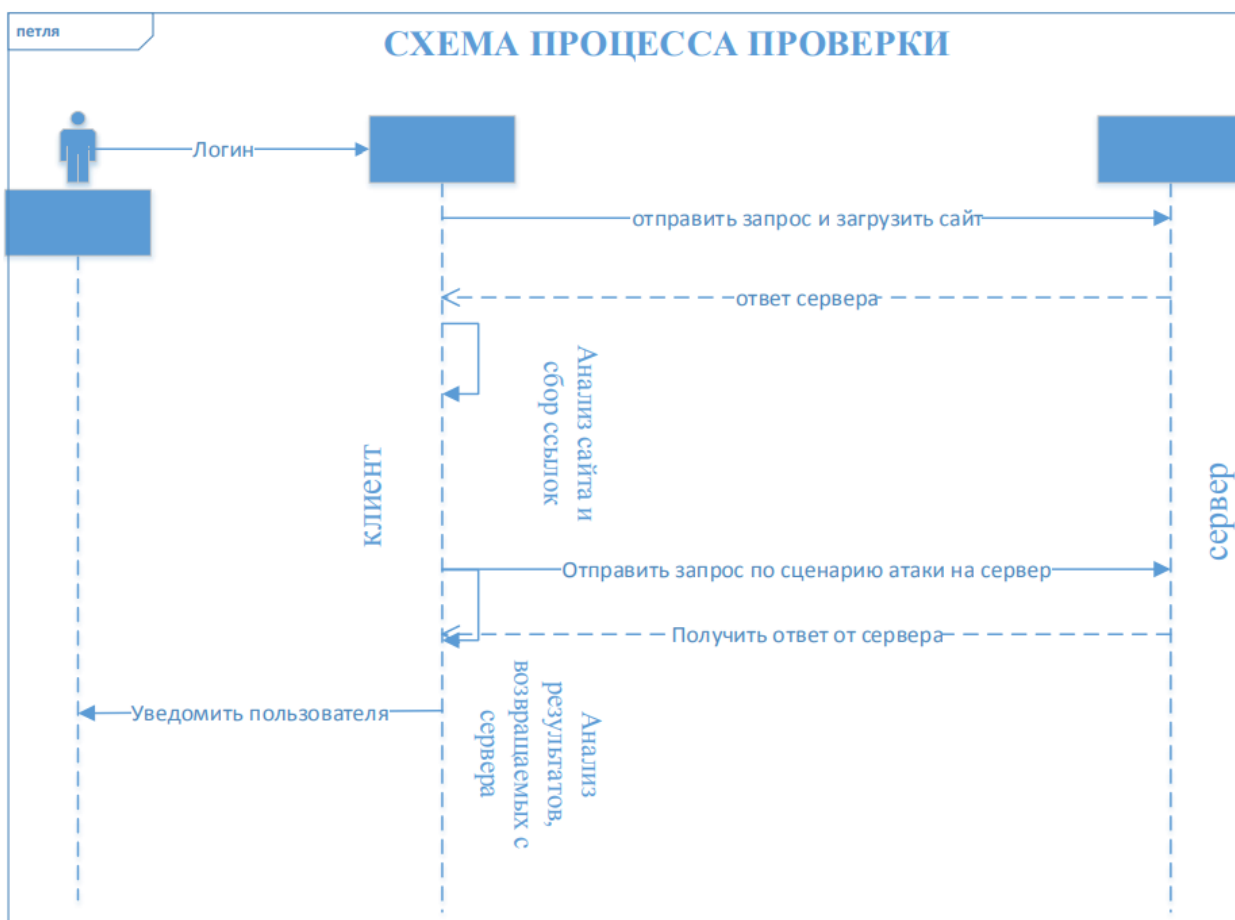 петля
СХЕМА ПРОЦЕССА ПРОВЕРКИ
Логин
отправить запрос и загрузить сайт
ответ сервера
Анализ сайта и
сбор ссылок
клиент
сервер
Отправить запрос по сценарию атаки на сервер
Получить ответ от сервера
Уведомить пользователя
Анализ
результатов,
возвращаемых с
сервера